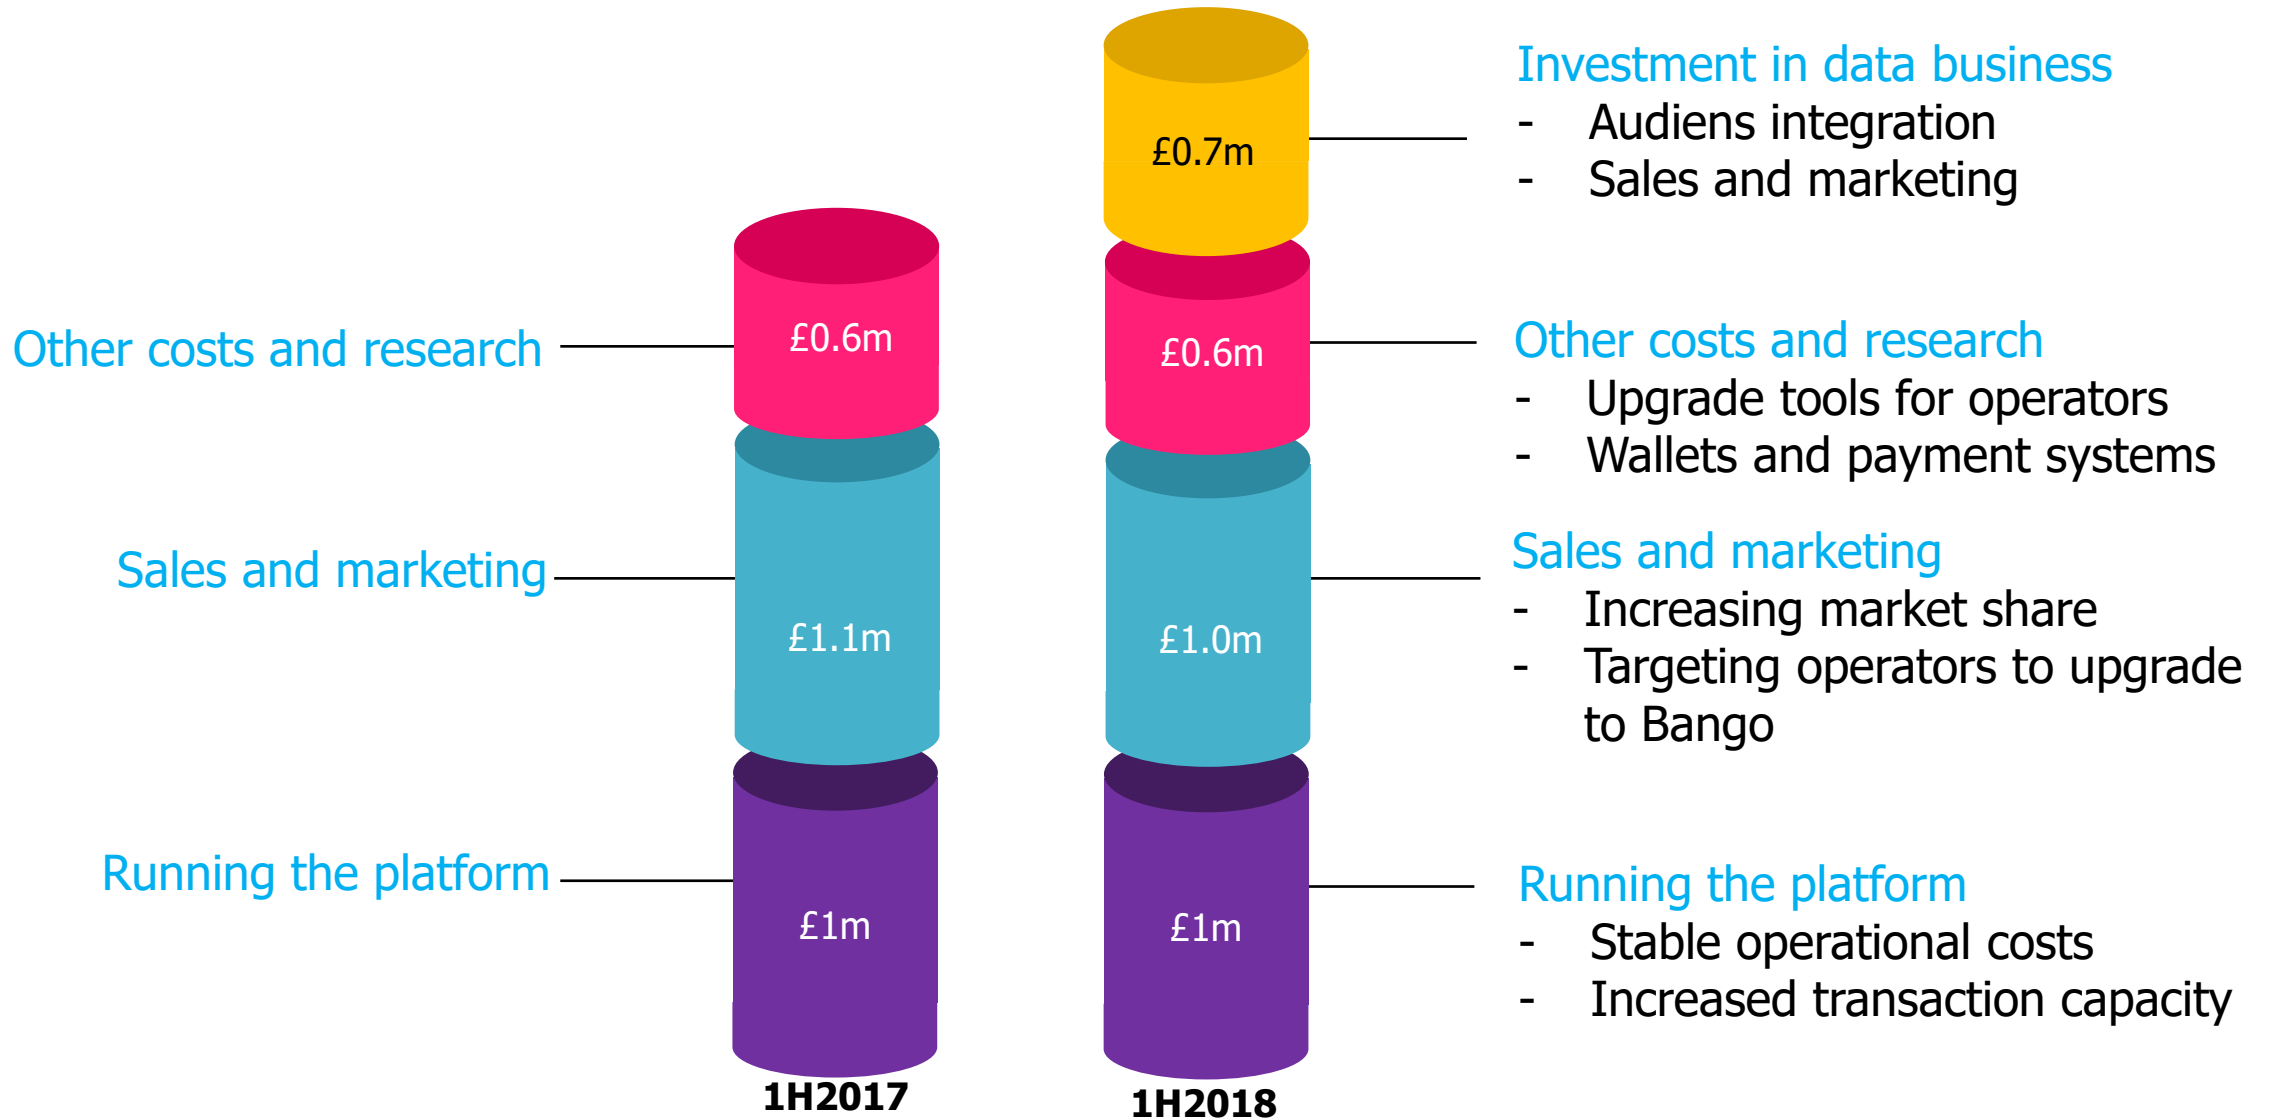 Other costs and research
Sales and marketing
Running the platform
£0.6m
£1.1m
£1m
1H2017
£0.7m
£0.6m
£1.0m
£1m
1H2018
Investment in data business
- Audiens integration
- Sales and marketing
Other costs and research
- Upgrade tools for operators
- Wallets and payment systems
Sales and marketing
- Increasing market share
- Targeting operators to upgrade
to Bango
Running the platform
- Stable operational costs
- Increased transaction capacity